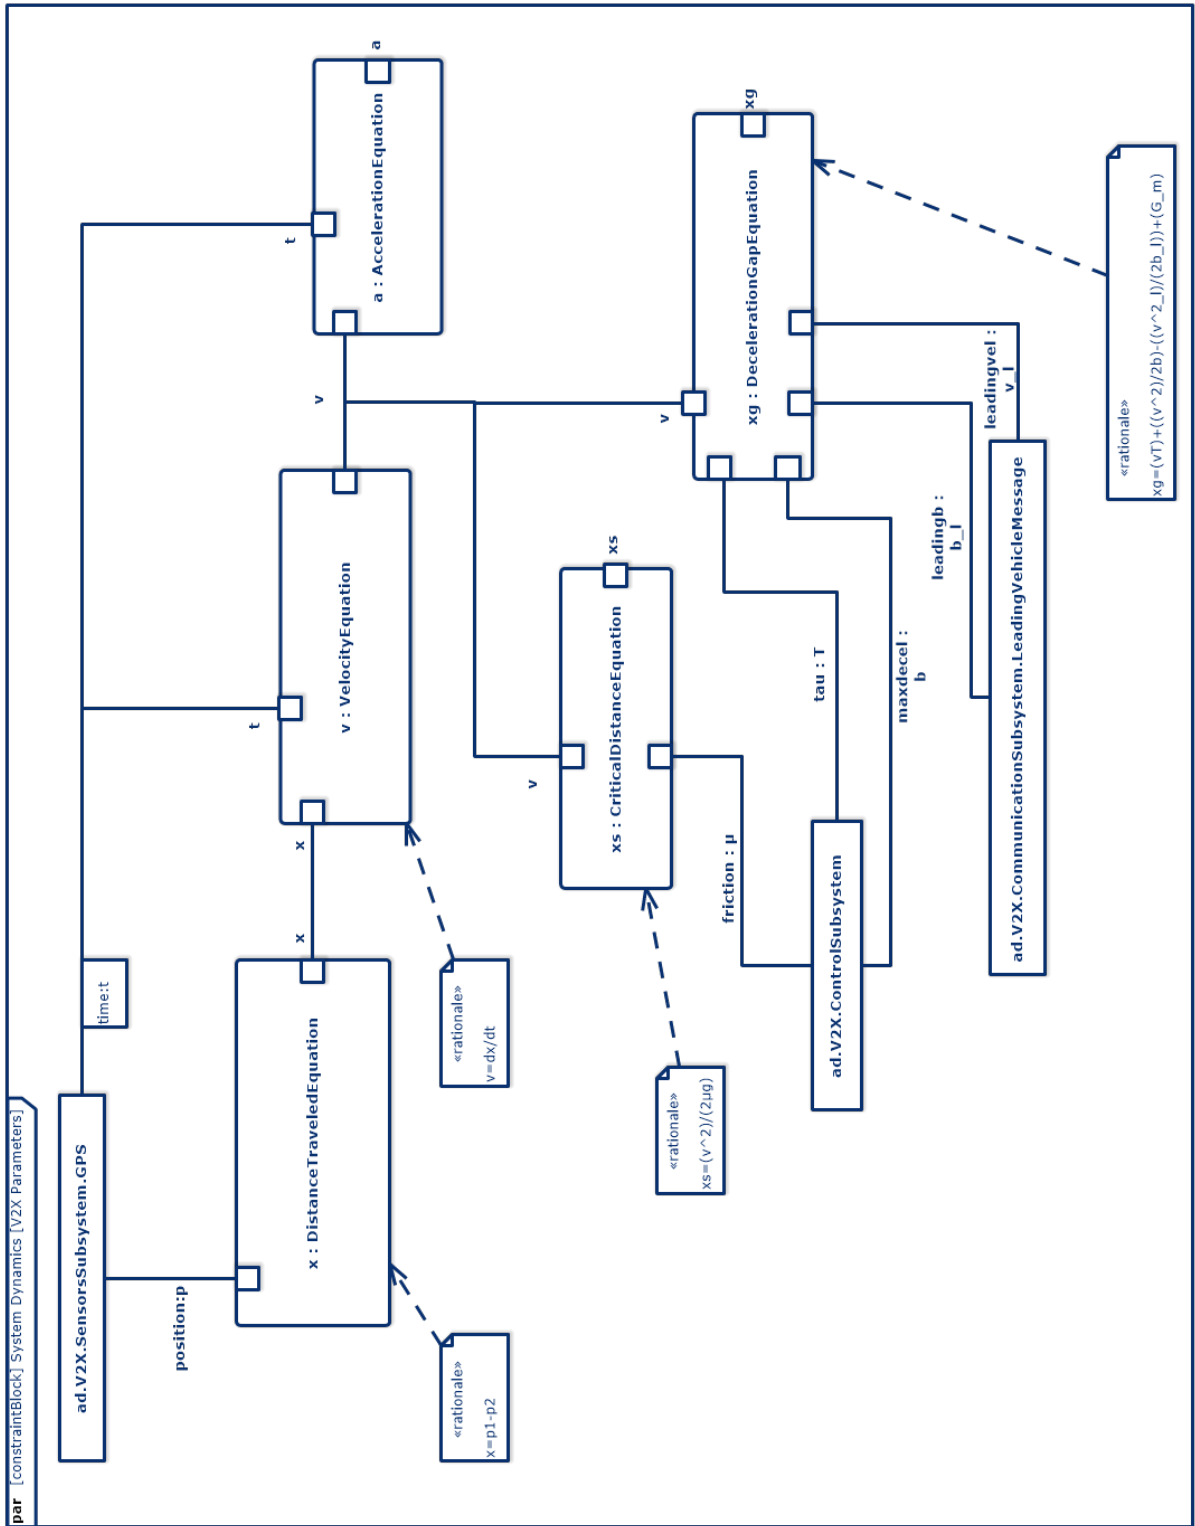 par [constraintBlock] System Dynamics [V2X Parameters]
ad.V2X.SensorsSubsystem.GPS
time:t
position:p
x : DistanceTraveledEquation
x
x
t
v : VelocityEquation
v
t
a : AccelerationEquation
a
«rationale»
x=p1-p2
«rationale»
v=dx/dt
v
xs : CriticalDistanceEquation
xs
v
xg : DecelerationGapEquation
xg
«rationale»
xs=(v^2)/(2μg)
friction : μ
tau : T
maxdecel :
b
leadingb :
b_l
leadingvel :
v_l
ad.V2X.ControlSubsystem
ad.V2X.CommunicationSubsystem.LeadingVehicleMessage
«rationale»
xg=(vT)+((v^2)/2b)-((v^2_l)/(2b_l))+(G_m)